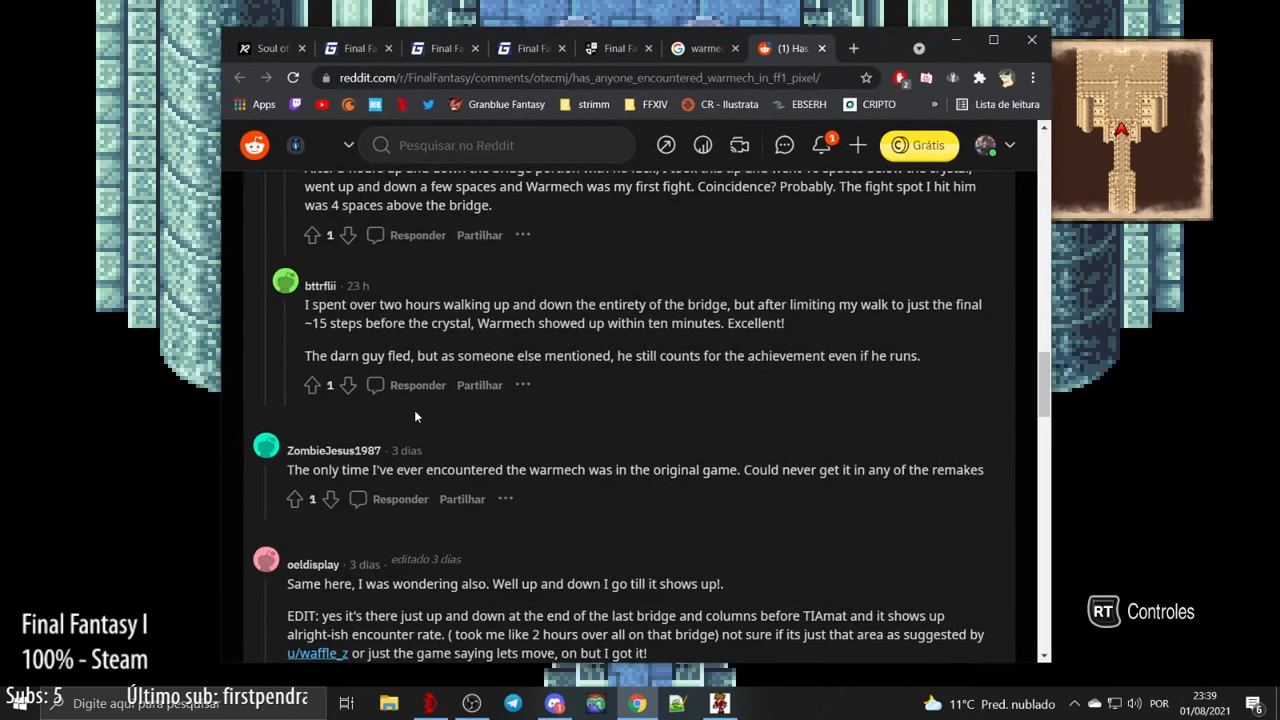 Soul of
Final Fa
Final Fa
Final Fa
Final Fa
warme
(1) Has
reddit.com/r/FinalFantasy/comments/otxcmj/has_anyone_encountered_warmech_in_ff1_pixel/
2
Apps
Granblue Fantasy
strimm
FFXIV
CR - Ilustrata
EBSERH
CRIPTO
»
Lista de leitura
Pesquisar no Reddit
1
Grátis
went up and down a few spaces and Warmech was my first fight. Coincidence? Probably. The fight spot I hit him
was 4 spaces above the bridge.
1 Responder Partilhar
bttrflii · 23 h
I spent over two hours walking up and down the entirety of the bridge, but after limiting my walk to just the final
~15 steps before the crystal, Warmech showed up within ten minutes. Excellent!
The darn guy fled, but as someone else mentioned, he still counts for the achievement even if he runs.
1 Responder Partilhar
ZombieJesus1987 · 3 dias
The only time I've ever encountered the warmech was in the original game. Could never get it in any of the remakes
1 Responder Partilhar
oeldisplay · 3 dias · editado 3 dias
Same here, I was wondering also. Well up and down I go till it shows up!.
EDIT: yes it's there just up and down at the end of the last bridge and columns before TIAmat and it shows up
alright-ish encounter rate. ( took me like 2 hours over all on that bridge) not sure if its just that area as suggested by
u/waffle_z or just the game saying lets move, on but I got it!
RT Controles
Final Fantasy I
100% - Steam
Subs: 5
Último sub: firstpendra
Digite aqui para pesquisar
11°C Pred. nublado
POR
23:39
01/08/2021
6